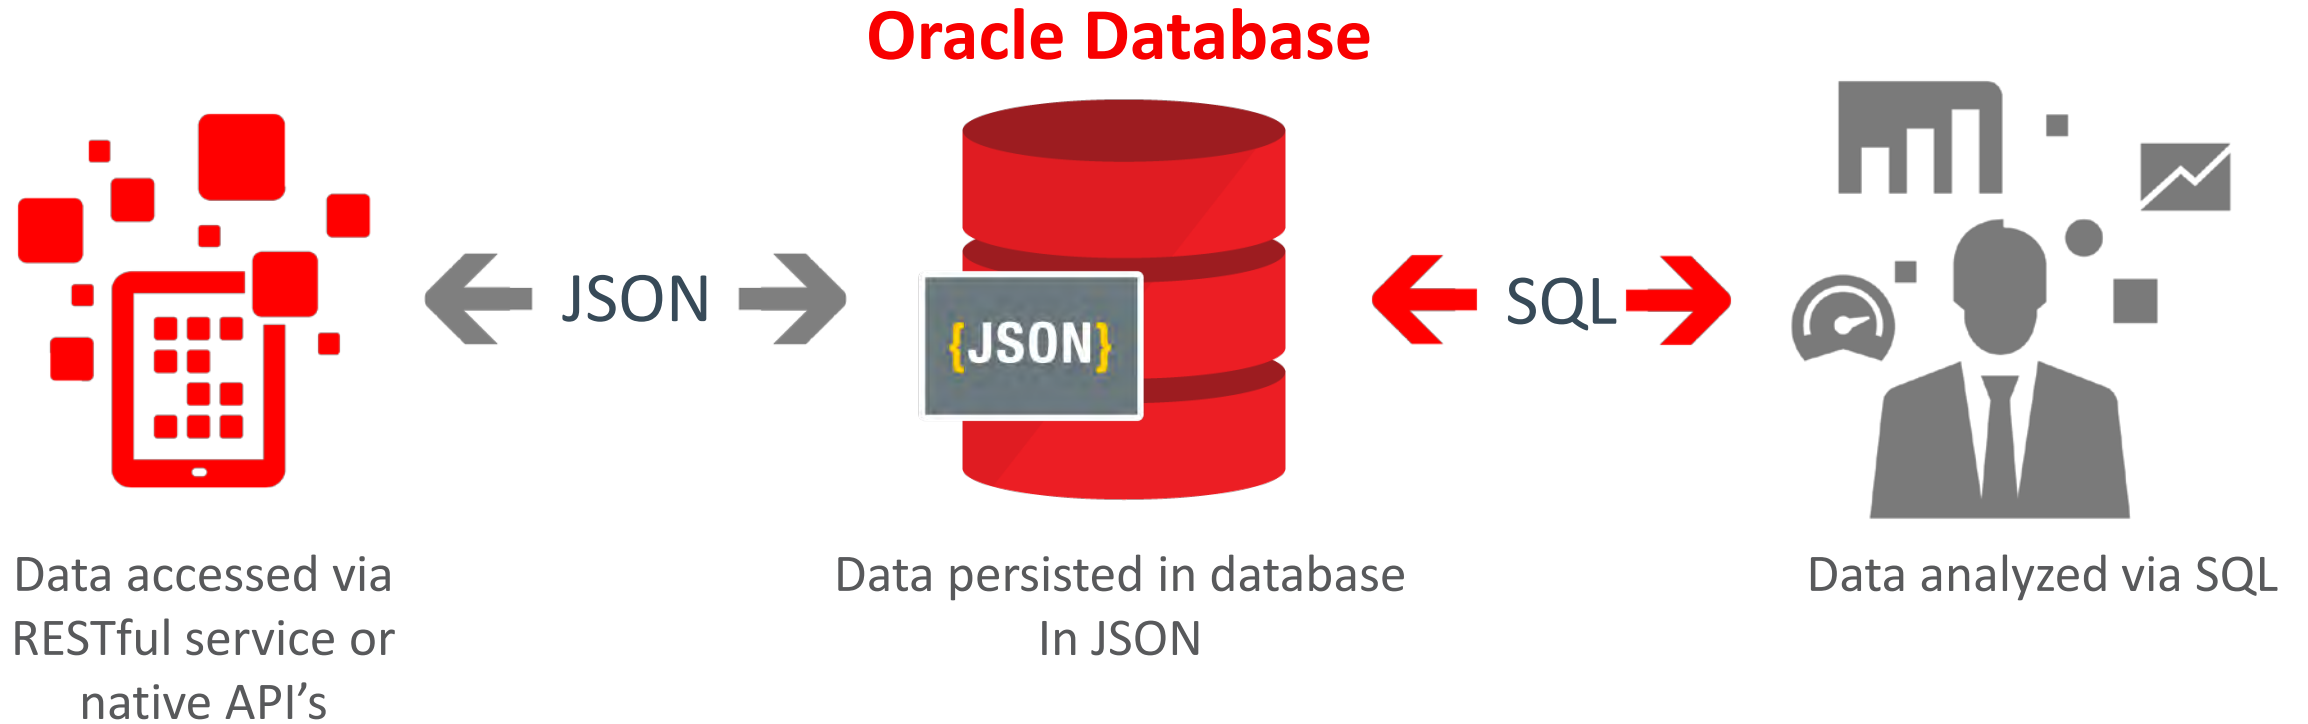 Oracle Database
JSON
{JSON}
SQL
Data accessed via
RESTful service or
native API’s
Data persisted in database
In JSON
Data analyzed via SQL